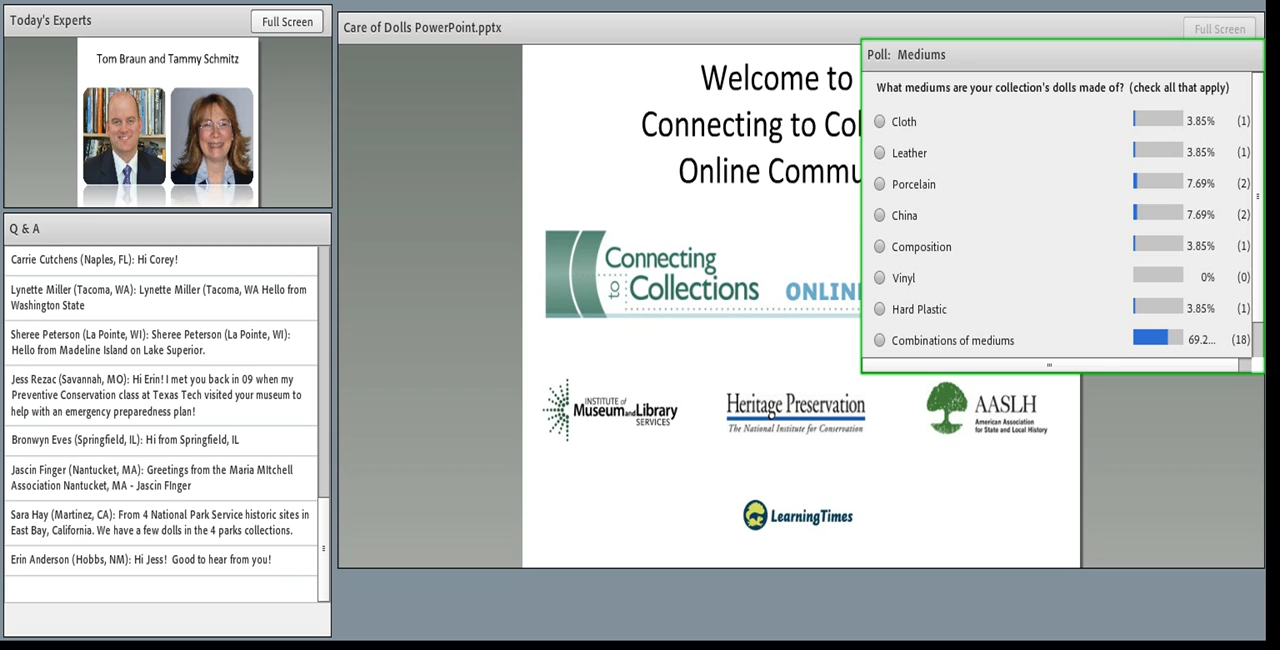 Today's Experts
Full Screen
Tom Braun and Tammy Schmitz
Q & A
Carrie Cutchens (Naples, FL): Hi Corey!
Lynette Miller (Tacoma, WA): Lynette Miller (Tacoma, WA Hello from
Washington State
Sheree Peterson (La Pointe, WI): Sheree Peterson (La Pointe, WI):
Hello from Madeline Island on Lake Superior.
Jess Rezac (Savannah, MO): Hi Erin! I met you back in 09 when my
Preventive Conservation class at Texas Tech visited your museum to
help with an emergency preparedness plan!
Bronwyn Eves (Springfield, IL): Hi from Springfield, IL
Jascin Finger (Nantucket, MA): Greetings from the Maria MItchell
Association Nantucket, MA - Jascin FInger
Sara Hay (Martinez, CA): From 4 National Park Service historic sites in
East Bay, California. We have a few dolls in the 4 parks collections.
Erin Anderson (Hobbs, NM): Hi Jess!  Good to hear from you!
Care of Dolls PowerPoint.pptx
Full Screen
Welcome to
Connecting to Col
Online Commu
Connecting
to Collections
ONLINE
INSTITUTE of
Museum and Library
SERVICES
Heritage Preservation
The National Institute for Conservation
AASLH
American Association
for State and Local History
LearningTimes
Poll: Mediums
What mediums are your collection's dolls made of? (check all that apply)
Cloth 3.85% (1)
Leather 3.85% (1)
Porcelain 7.69% (2)
China 7.69% (2)
Composition 3.85% (1)
Vinyl 0% (0)
Hard Plastic 3.85% (1)
Combinations of mediums 69.2... (18)